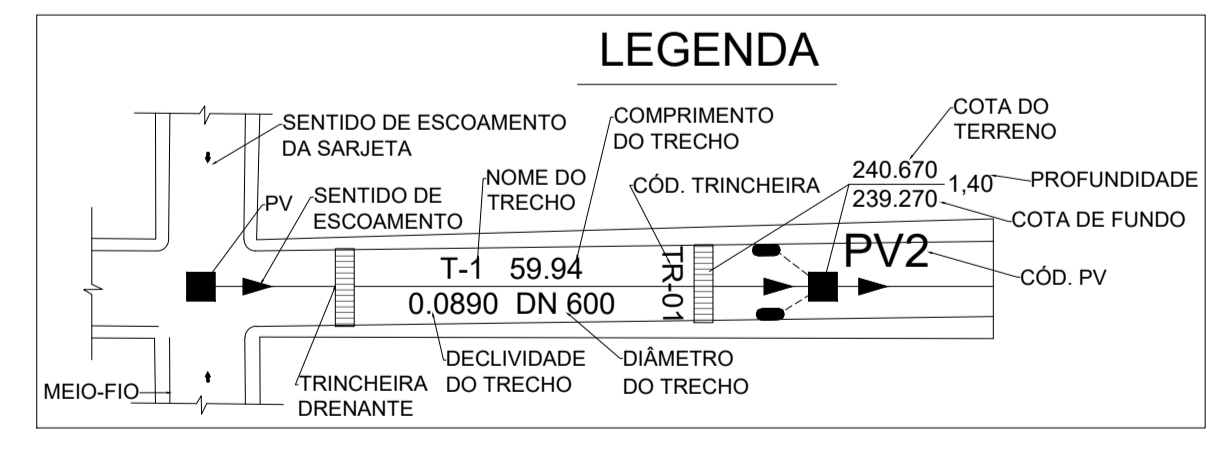 LEGENDA
SENTIDO DE ESCOAMENTO
DA SARJETA
COMPRIMENTO
DO TRECHO
COTA DO
TERRENO
NOME DO
TRECHO
CÓD. TRINCHEIRA
240.670
1,40
PROFUNDIDADE
239.270
COTA DE FUNDO
PV
SENTIDO DE
ESCOAMENTO
PV2
CÓD. PV
T-1 59.94
0.0890 DN 600
TR-01
DECLIVIDADE
DO TRECHO
DIÂMETRO
DO TRECHO
MEIO-FIO
TRINCHEIRA
DRENANTE